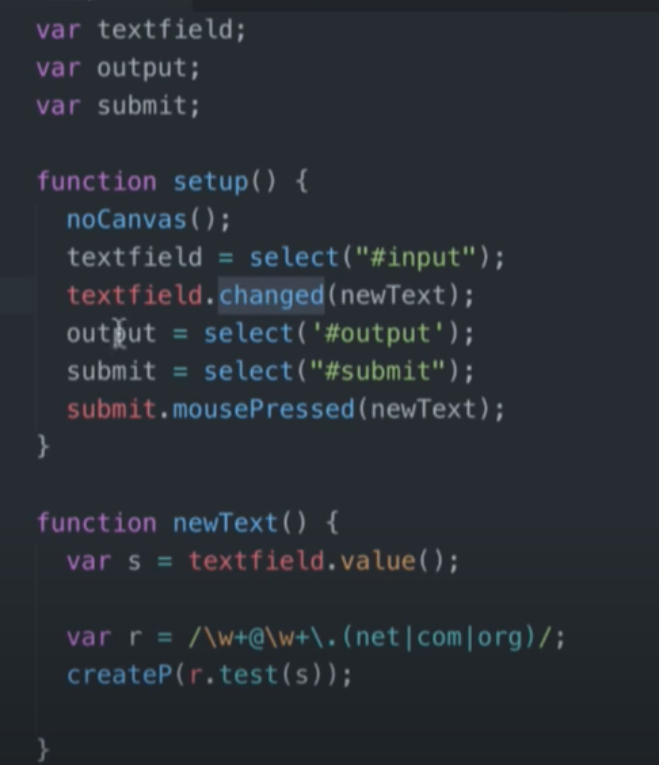 var textfield;
var output;
var submit;
function setup() {
noCanvas();
textfield = select("#input");
textfield.changed(newText);
output = select('#output');
submit = select("#submit");
submit.mousePressed(newText);
}
function newText() {
var s = textfield.value();
var r = /\w+@\w+\.(net|com|org)/;
createP(r.test(s));
}